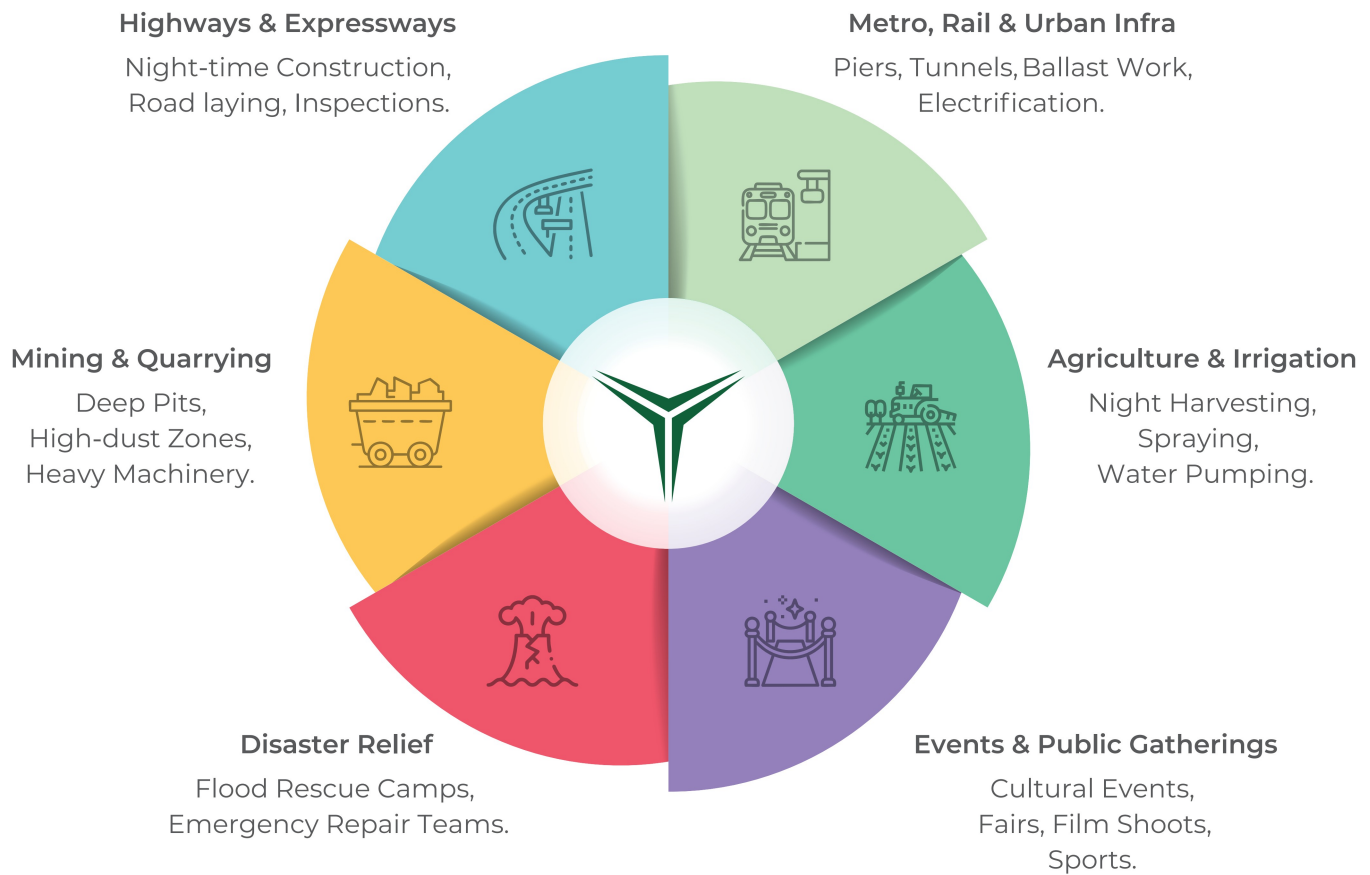 Highways & Expressways
Night-time Construction,
Road laying, Inspections.
Metro, Rail & Urban Infra
Piers, Tunnels, Ballast Work,
Electrification.
Mining & Quarrying
Deep Pits,
High-dust Zones,
Heavy Machinery.
Agriculture & Irrigation
Night Harvesting,
Spraying,
Water Pumping.
Disaster Relief
Flood Rescue Camps,
Emergency Repair Teams.
Events & Public Gatherings
Cultural Events,
Fairs, Film Shoots,
Sports.